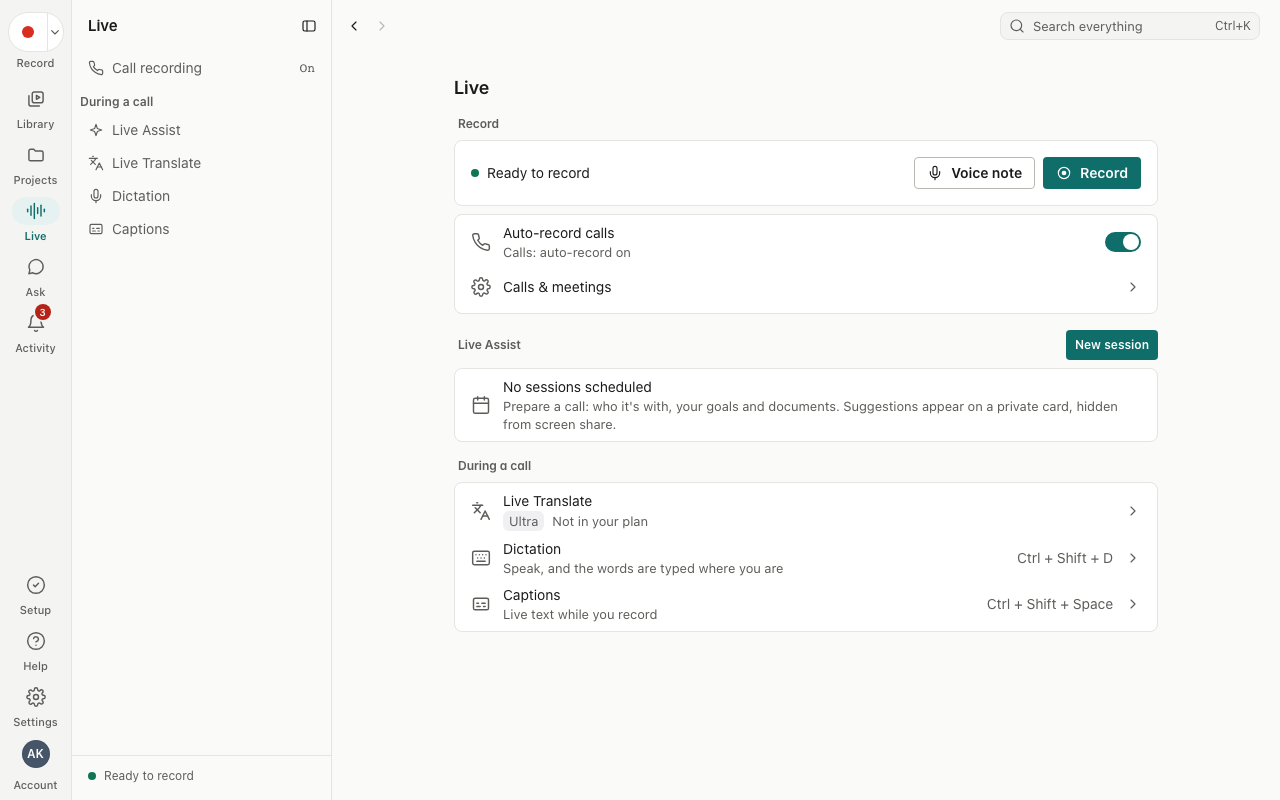 Record
Library
Projects
Live
Ask
3
Activity
Setup
Help
Settings
AK
Account
Live
Call recording On
During a call
Live Assist
Live Translate
Dictation
Captions
Ready to record
Search everything Ctrl+K
Live
Record
Ready to record Voice note Record
Auto-record calls
Calls: auto-record on
Calls & meetings
Live Assist New session
No sessions scheduled
Prepare a call: who it's with, your goals and documents. Suggestions appear on a private card, hidden
from screen share.
During a call
Live Translate
Ultra Not in your plan
Dictation
Speak, and the words are typed where you are
Ctrl + Shift + D
Captions
Live text while you record
Ctrl + Shift + Space